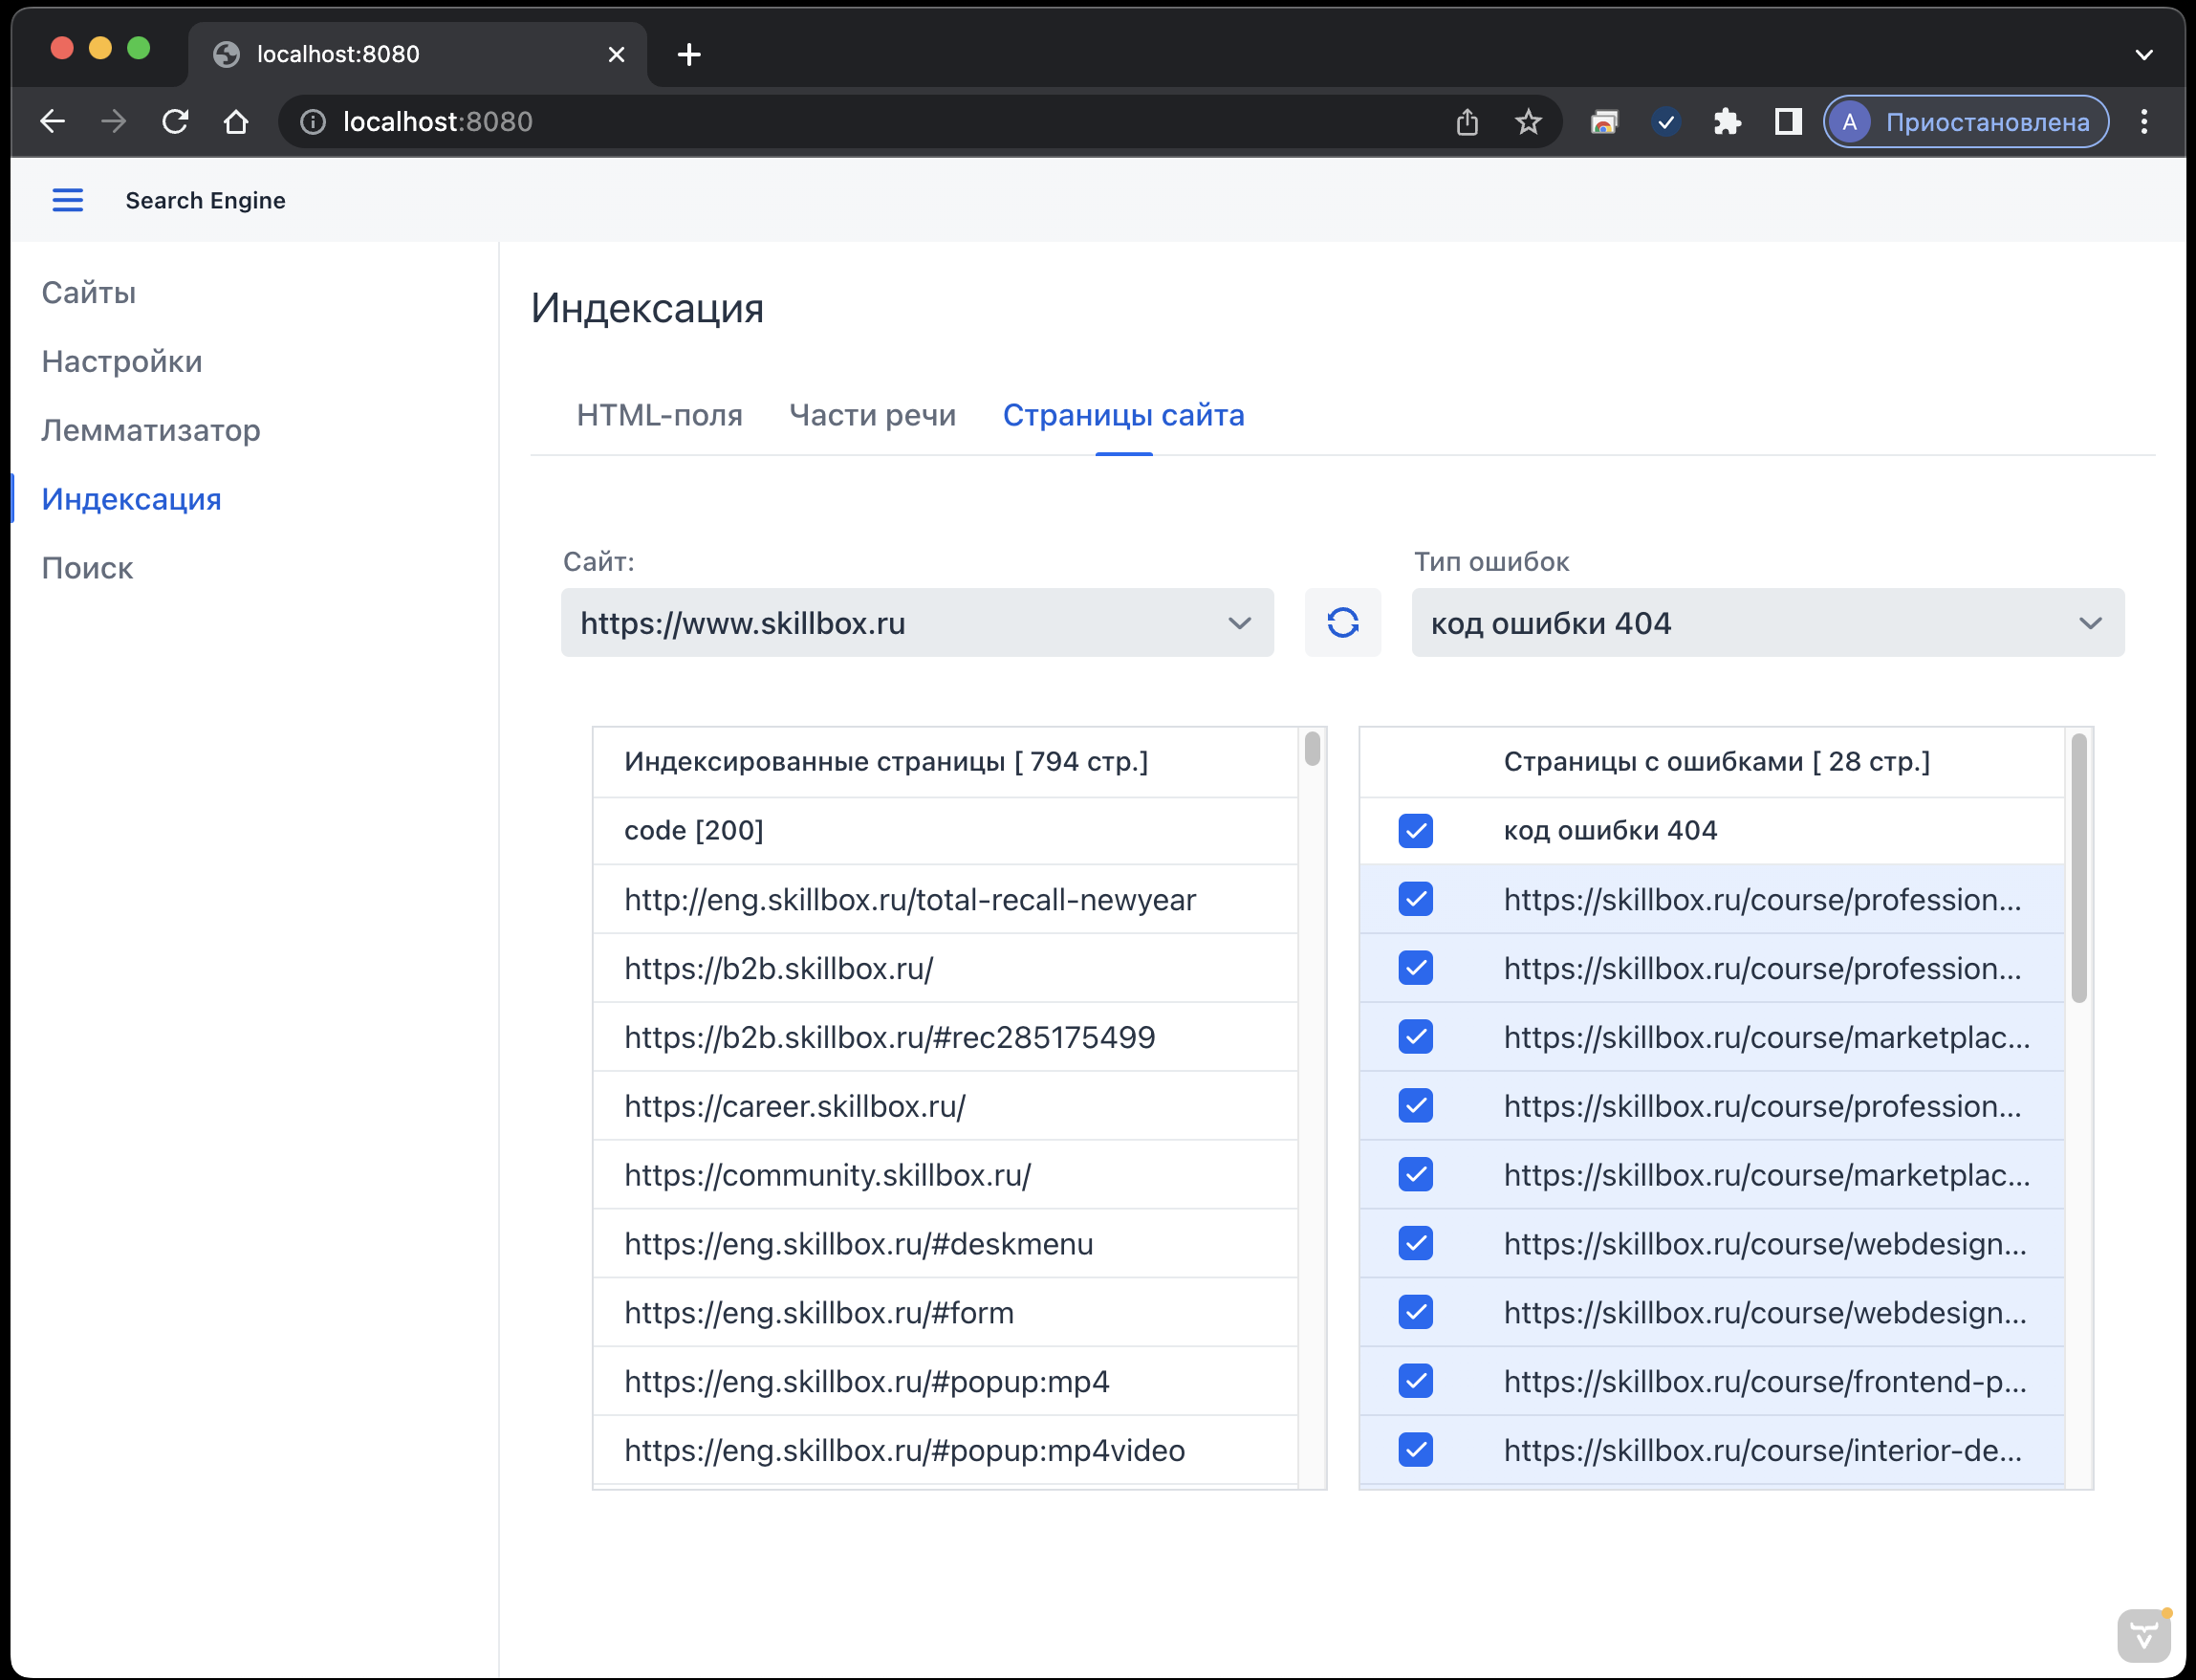 localhost:8080
localhost:8080
A Приостановлена
Search Engine
Сайты
Настройки
Лемматизатор
Индексация
Поиск
Индексация
HTML-поля Части речи Страницы сайта
Сайт:
https://www.skillbox.ru
Тип ошибок
код ошибки 404
Индексированные страницы [ 794 стр.]
code [200]
http://eng.skillbox.ru/total-recall-newyear
https://b2b.skillbox.ru/
https://b2b.skillbox.ru/#rec285175499
https://career.skillbox.ru/
https://community.skillbox.ru/
https://eng.skillbox.ru/#deskmenu
https://eng.skillbox.ru/#form
https://eng.skillbox.ru/#popup:mp4
https://eng.skillbox.ru/#popup:mp4video
Страницы с ошибками [ 28 стр.]
код ошибки 404
https://skillbox.ru/course/profession...
https://skillbox.ru/course/profession...
https://skillbox.ru/course/marketplac...
https://skillbox.ru/course/profession...
https://skillbox.ru/course/marketplac...
https://skillbox.ru/course/webdesign...
https://skillbox.ru/course/webdesign...
https://skillbox.ru/course/frontend-p...
https://skillbox.ru/course/interior-de...